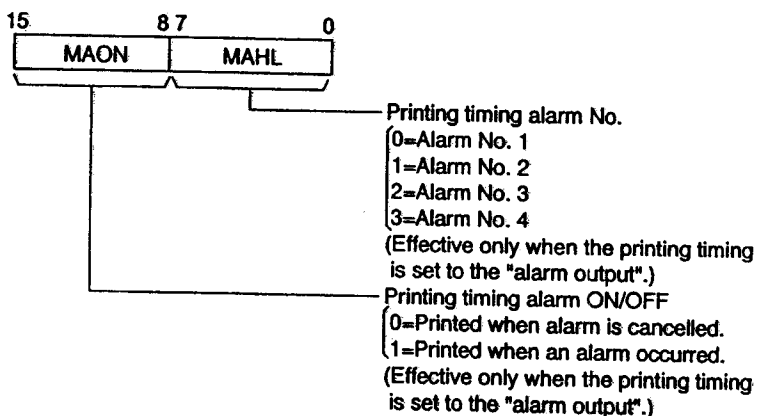 15 8 7 0
MAON MAHL
Printing timing alarm No.
0=Alarm No. 1
1=Alarm No. 2
2=Alarm No. 3
3=Alarm No. 4
(Effective only when the printing timing
is set to the "alarm output".)
Printing timing alarm ON/OFF
0=Printed when alarm is cancelled.
1=Printed when an alarm occurred.
(Effective only when the printing timing
is set to the "alarm output".)